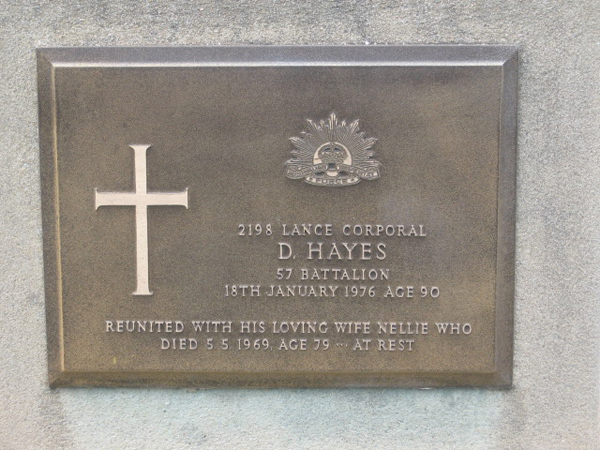 FORCE
2198 LANCE CORPORAL
D. HAYES
57 BATTALION
18TH JANUARY 1976 AGE 90
REUNITED WITH HIS LOVING WIFE NELLIE WHO
DIED 5.5.1969. AGE 79 ... AT REST